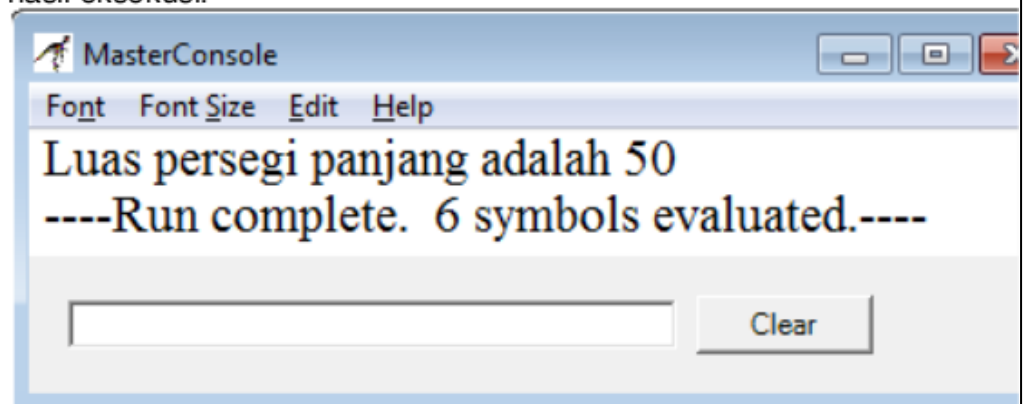 MasterConsole
Font Font Size Edit Help
Luas persegi panjang adalah 50
----Run complete.  6 symbols evaluated.----
Clear